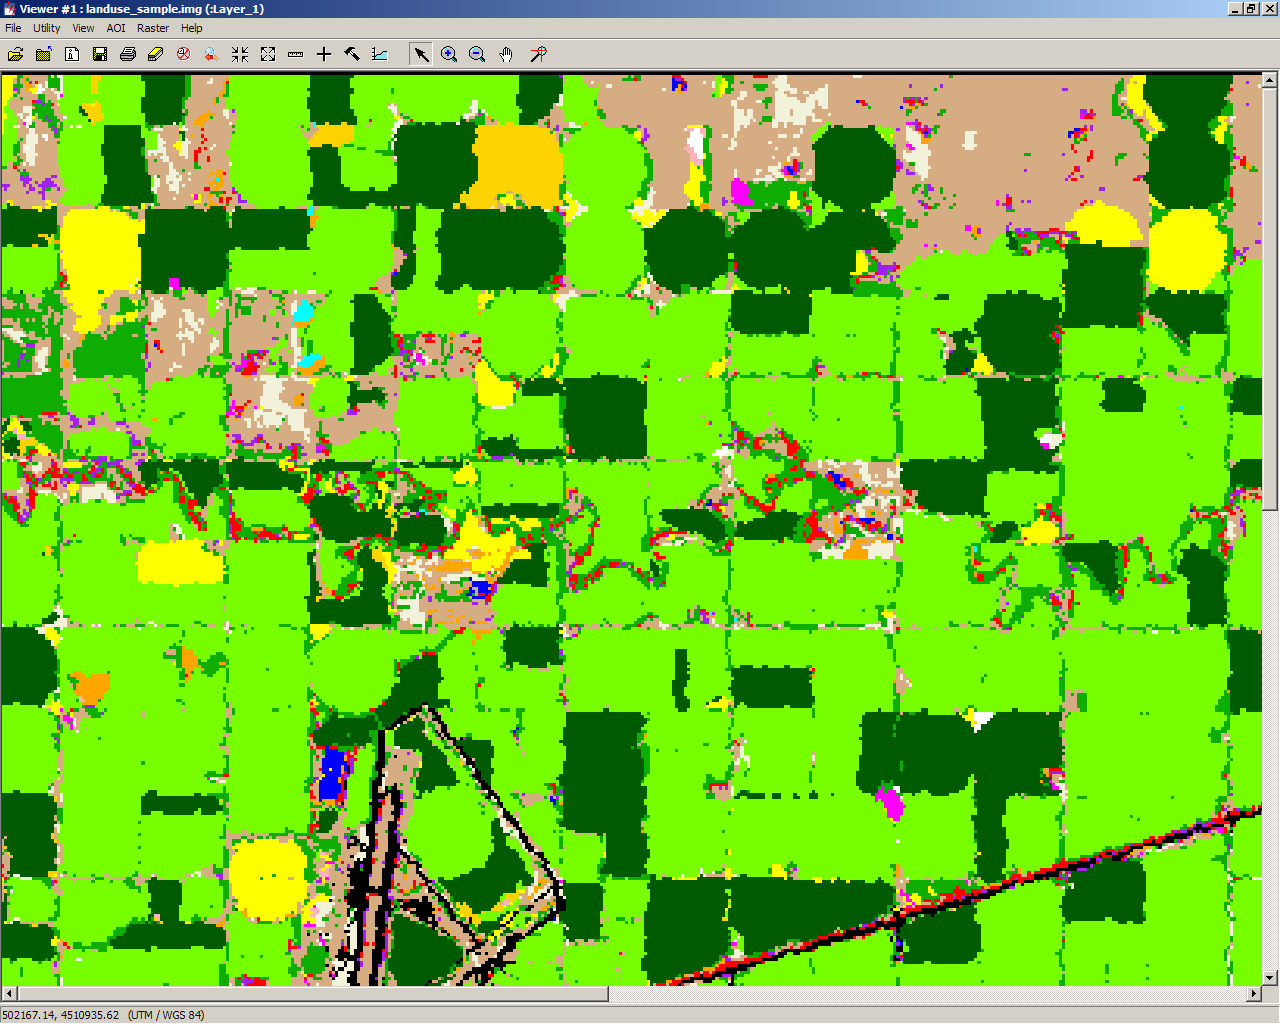 Viewer #1 : landuse_sample.img (:Layer_1)
File Utility View AOI Raster Help
502167.14, 4510935.62 (UTM / WGS 84)